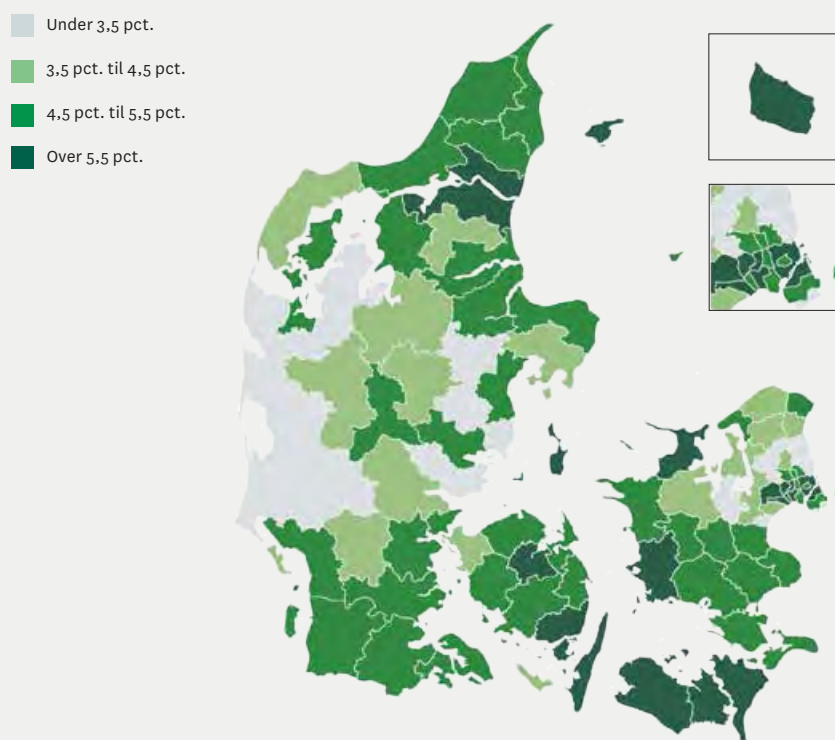 Under 3,5 pct.
3,5 pct. til 4,5 pct.
4,5 pct. til 5,5 pct.
Over 5,5 pct.